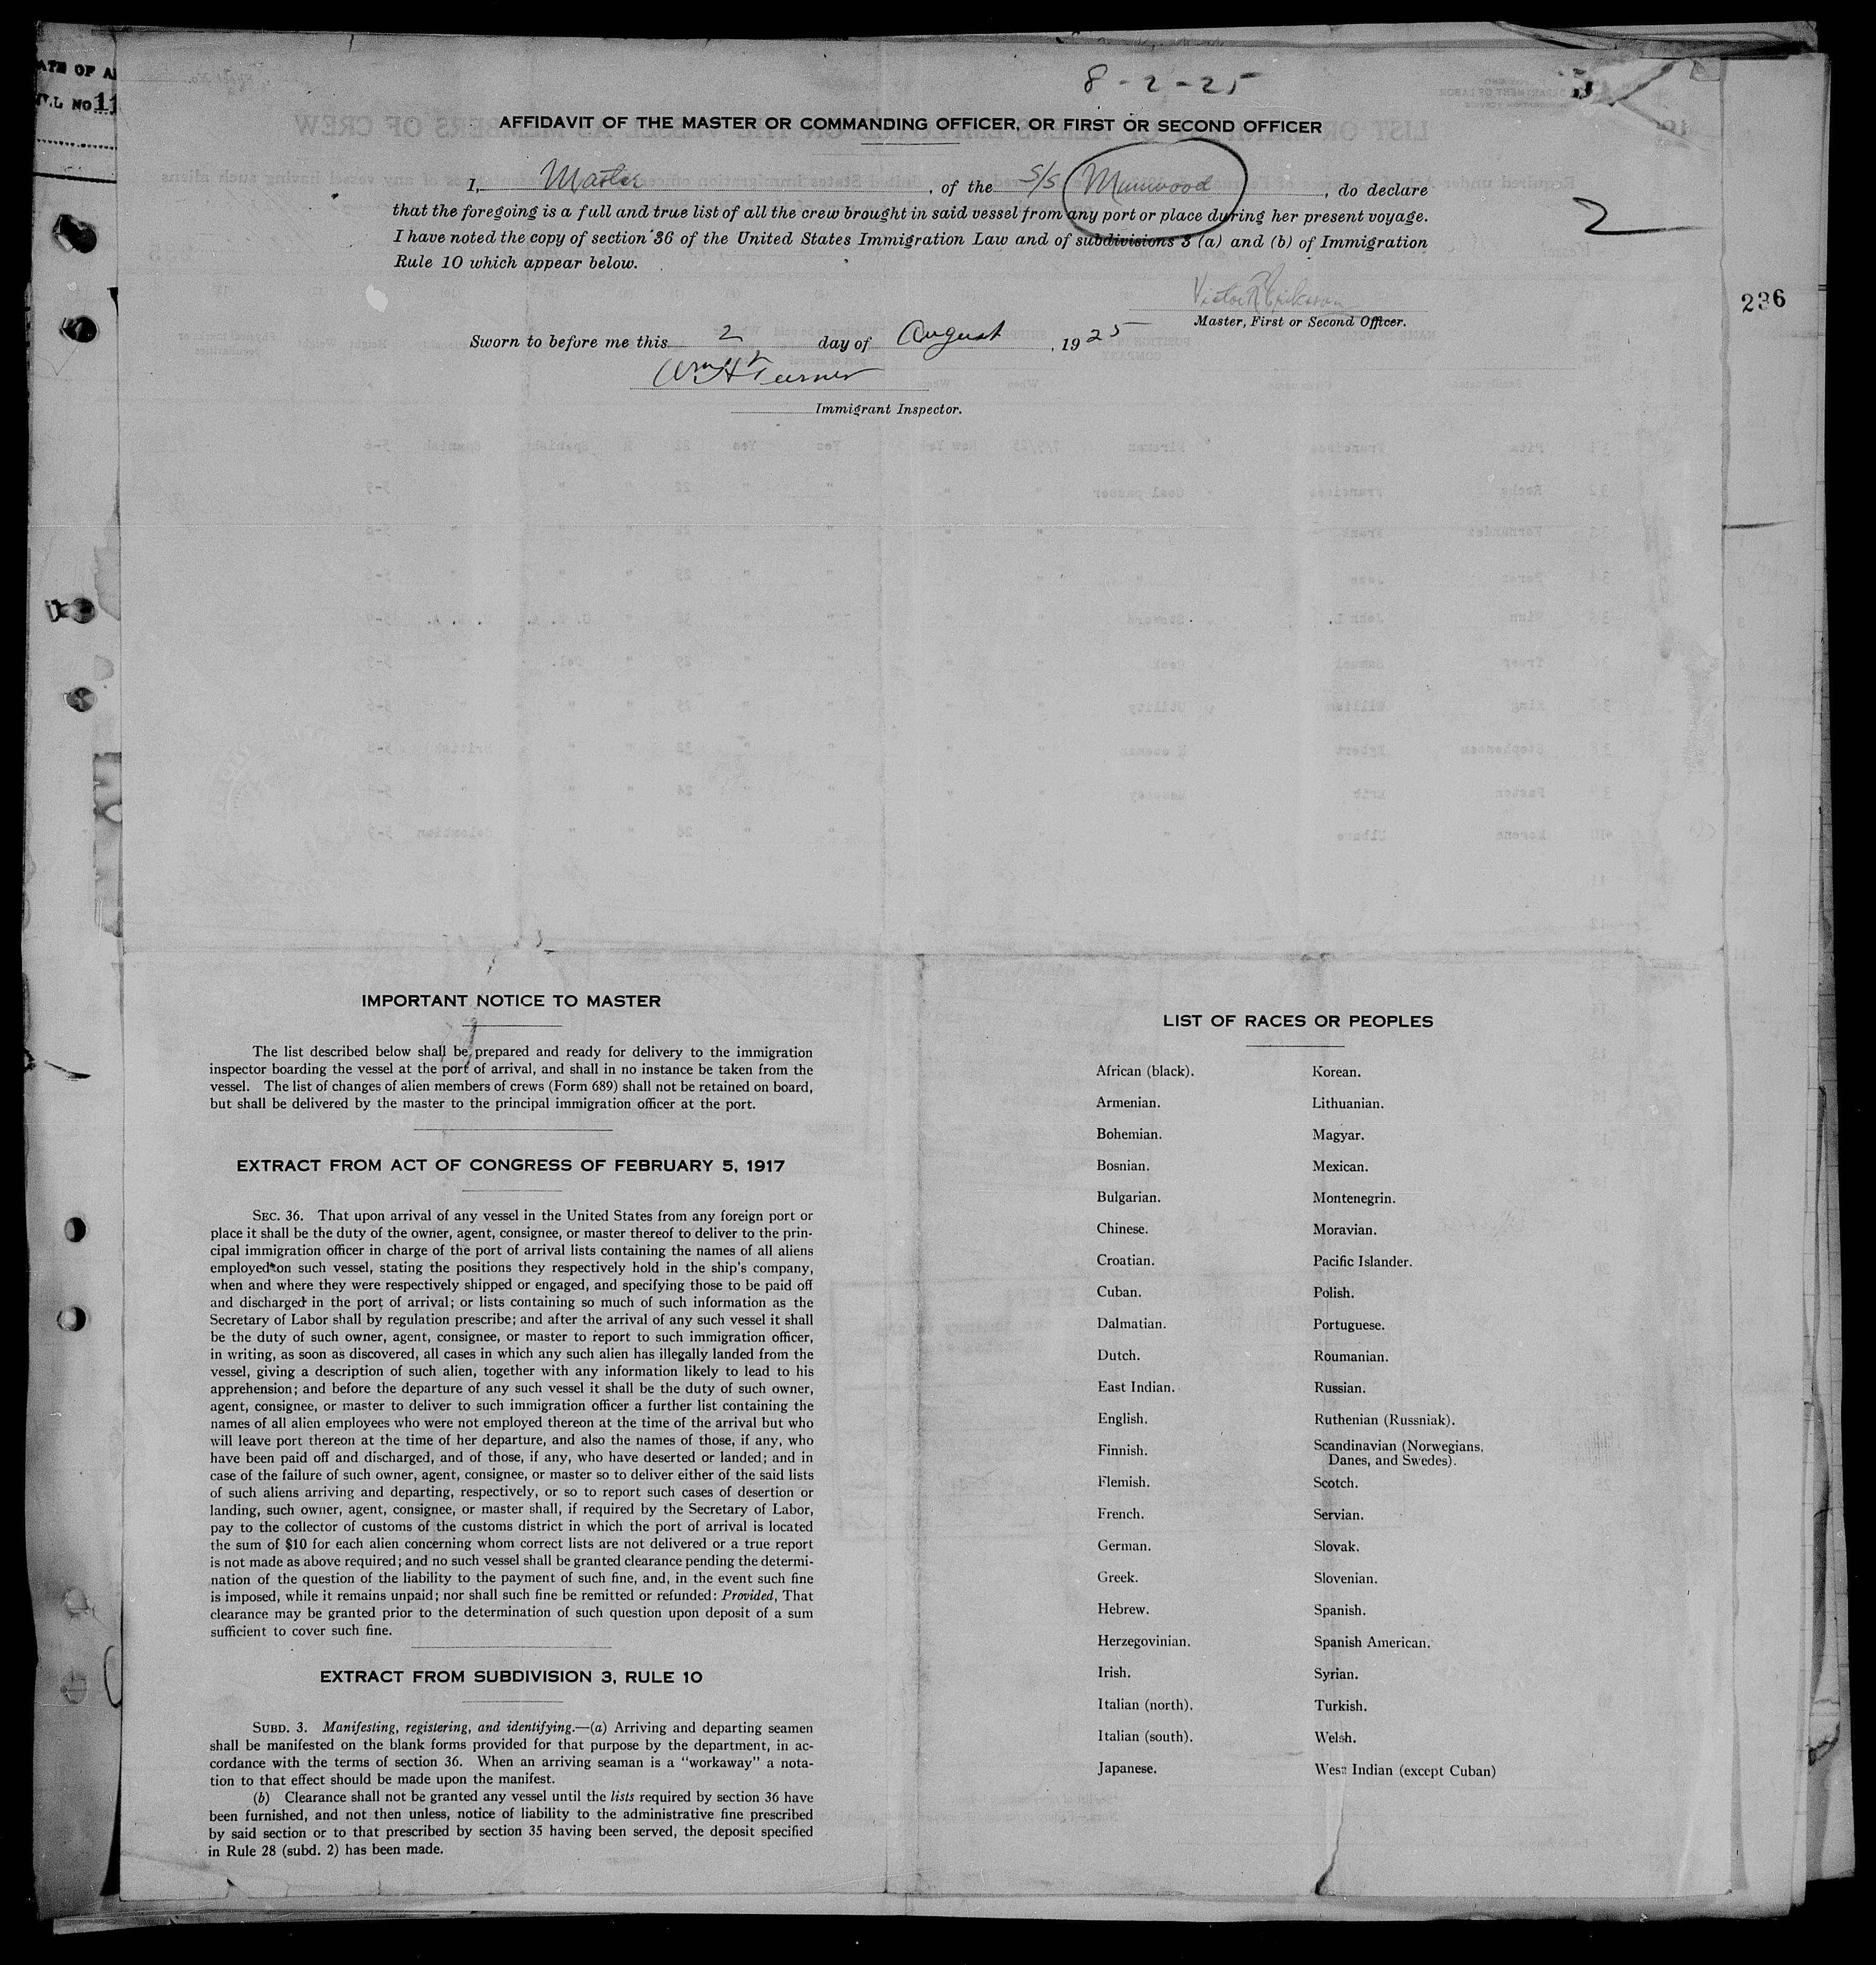 ATE OF A
LL No 11
8-2-25
AFFIDAVIT OF THE MASTER OR COMMANDING OFFICER, OR FIRST OR SECOND OFFICER
I, Master, of the S/S Munwood, do declare
that the foregoing is a full and true list of all the crew brought in said vessel from any port or place during her present voyage.
I have noted the copy of section 36 of the United States Immigration Law and of subdivisions 3 (a) and (b) of Immigration
Rule 10 which appear below.
2
236
Victor R. Erikson
Master, First or Second Officer.
Sworn to before me this 2 day of August, 1925
Wm H Turner
Immigrant Inspector.
IMPORTANT NOTICE TO MASTER
The list described below shall be prepared and ready for delivery to the immigration
inspector boarding the vessel at the port of arrival, and shall in no instance be taken from the
vessel. The list of changes of alien members of crews (Form 689) shall not be retained on board,
but shall be delivered by the master to the principal immigration officer at the port.
EXTRACT FROM ACT OF CONGRESS OF FEBRUARY 5, 1917
SEC. 36. That upon arrival of any vessel in the United States from any foreign port or
place it shall be the duty of the owner, agent, consignee, or master thereof to deliver to the prin-
cipal immigration officer in charge of the port of arrival lists containing the names of all aliens
employed on such vessel, stating the positions they respectively hold in the ship's company,
when and where they were respectively shipped or engaged, and specifying those to be paid off
and discharged in the port of arrival; or lists containing so much of such information as the
Secretary of Labor shall by regulation prescribe; and after the arrival of any such vessel it shall
be the duty of such owner, agent, consignee, or master to report to such immigration officer,
in writing, as soon as discovered, all cases in which any such alien has illegally landed from the
vessel, giving a description of such alien, together with any information likely to lead to his
apprehension; and before the departure of any such vessel it shall be the duty of such owner,
agent, consignee, or master to deliver to such immigration officer a further list containing the
names of all alien employees who were not employed thereon at the time of the arrival but who
will leave port thereon at the time of her departure, and also the names of those, if any, who
have been paid off and discharged, and of those, if any, who have deserted or landed; and in
case of the failure of such owner, agent, consignee, or master so to deliver either of the said lists
of such aliens arriving and departing, respectively, or so to report such cases of desertion or
landing, such owner, agent, consignee, or master shall, if required by the Secretary of Labor,
pay to the collector of customs of the customs district in which the port of arrival is located
the sum of $10 for each alien concerning whom correct lists are not delivered or a true report
is not made as above required; and no such vessel shall be granted clearance pending the determi-
nation of the question of the liability to the payment of such fine, and, in the event such fine
is imposed, while it remains unpaid; nor shall such fine be remitted or refunded: Provided, That
clearance may be granted prior to the determination of such question upon deposit of a sum
sufficient to cover such fine.
EXTRACT FROM SUBDIVISION 3, RULE 10
SUBD. 3. Manifesting, registering, and identifying.—(a) Arriving and departing seamen
shall be manifested on the blank forms provided for that purpose by the department, in ac-
cordance with the terms of section 36. When an arriving seaman is a "workaway" a nota-
tion to that effect should be made upon the manifest.
(b) Clearance shall not be granted any vessel until the lists required by section 36 have
been furnished, and not then unless, notice of liability to the administrative fine prescribed
by said section or to that prescribed by section 35 having been served, the deposit specified
in Rule 28 (subd. 2) has been made.
LIST OF RACES OR PEOPLES
African (black).
Armenian.
Bohemian.
Bosnian.
Bulgarian.
Chinese.
Croatian.
Cuban.
Dalmatian.
Dutch.
East Indian.
English.
Finnish.
Flemish.
French.
German.
Greek.
Hebrew.
Herzegovinian.
Irish.
Italian (north).
Italian (south).
Japanese.
Korean.
Lithuanian.
Magyar.
Mexican.
Montenegrin.
Moravian.
Pacific Islander.
Polish.
Portuguese.
Roumanian.
Russian.
Ruthenian (Russniak).
Scandinavian (Norwegians,
Danes, and Swedes).
Scotch.
Servian.
Slovak.
Slovenian.
Spanish.
Spanish American.
Syrian.
Turkish.
Welsh.
West Indian (except Cuban)